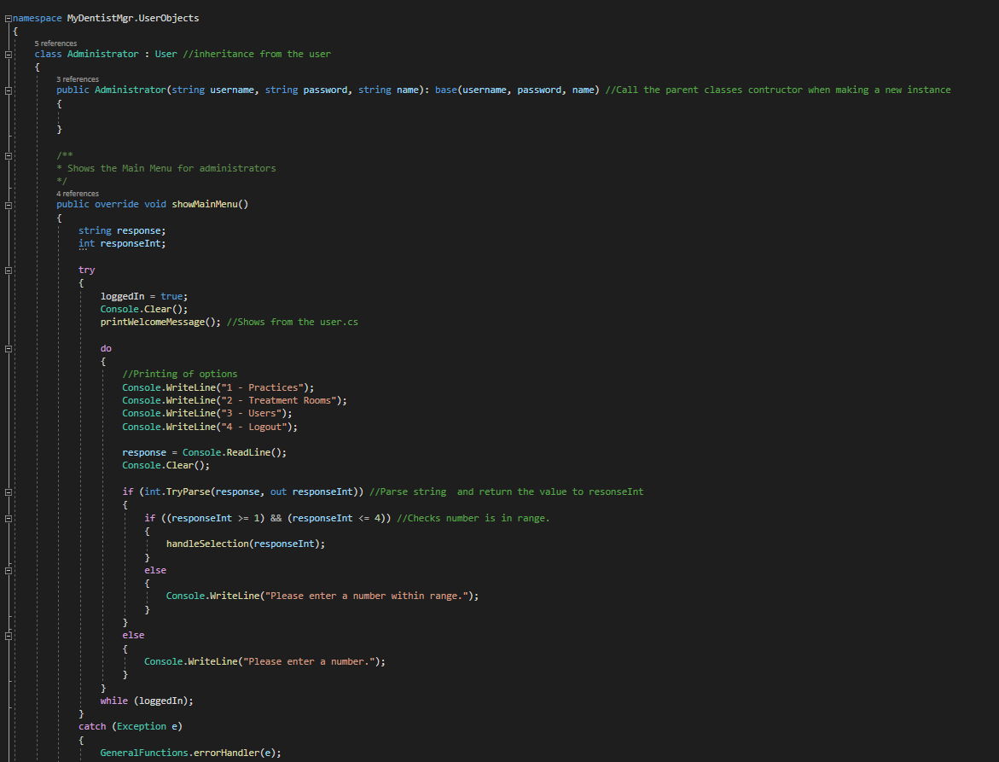 namespace MyDentistMgr.UserObjects
{
5 references
class Administrator : User //inheritance from the user
{
3 references
public Administrator(string username, string password, string name): base(username, password, name) //Call the parent classes contructor when making a new instance
{
}
/**
* Shows the Main Menu for administrators
*/
4 references
public override void showMainMenu()
{
string response;
int responseInt;
try
{
loggedIn = true;
Console.Clear();
printWelcomeMessage(); //Shows from the user.cs
do
{
//Printing of options
Console.WriteLine("1 - Practices");
Console.WriteLine("2 - Treatment Rooms");
Console.WriteLine("3 - Users");
Console.WriteLine("4 - Logout");
response = Console.ReadLine();
Console.Clear();
if (int.TryParse(response, out responseInt)) //Parse string  and return the value to resonseInt
{
if ((responseInt >= 1) && (responseInt <= 4)) //Checks number is in range.
{
handleSelection(responseInt);
}
else
{
Console.WriteLine("Please enter a number within range.");
}
}
else
{
Console.WriteLine("Please enter a number.");
}
}
while (loggedIn);
}
catch (Exception e)
{
GeneralFunctions.errorHandler(e);